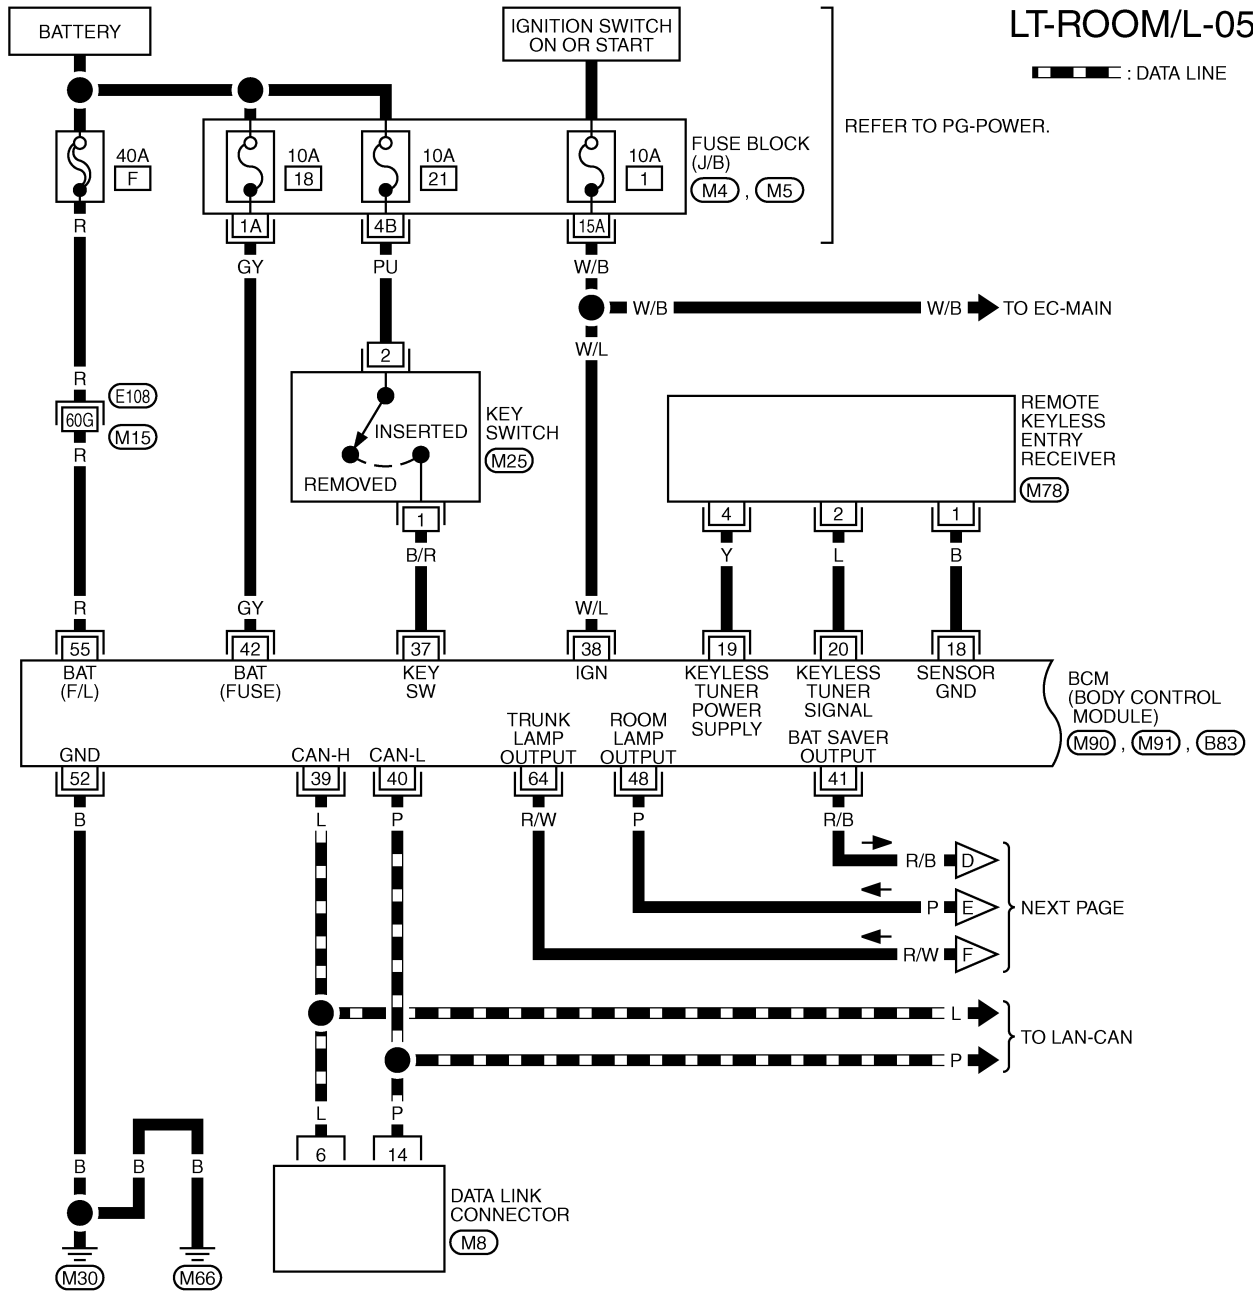 LT-ROOM/L-05
: DATA LINE
BATTERY
IGNITION SWITCH
ON OR START
REFER TO PG-POWER.
40A
F
10A
18
10A
21
10A
1
FUSE BLOCK
(J/B)
M4 , M5
1A
4B
15A
R
GY
PU
W/B
W/B
W/B
TO EC-MAIN
W/L
2
R
E108
60G
M15
R
INSERTED
REMOVED
KEY
SWITCH
M25
1
B/R
REMOTE
KEYLESS
ENTRY
RECEIVER
M78
4
2
1
Y
L
B
R
GY
W/L
55
42
37
38
19
20
18
BAT
(F/L)
BAT
(FUSE)
KEY
SW
IGN
KEYLESS
TUNER
POWER
SUPPLY
KEYLESS
TUNER
SIGNAL
SENSOR
GND
BCM
(BODY CONTROL
MODULE)
M90 , M91 , B83
GND
CAN-H
CAN-L
TRUNK
LAMP
OUTPUT
ROOM
LAMP
OUTPUT
BAT SAVER
OUTPUT
52
39
40
64
48
41
B
L
P
R/W
P
R/B
R/B
D
P
E
R/W
F
NEXT PAGE
L
P
TO LAN-CAN
L
P
6
14
B
B
B
DATA LINK
CONNECTOR
M8
M30
M66